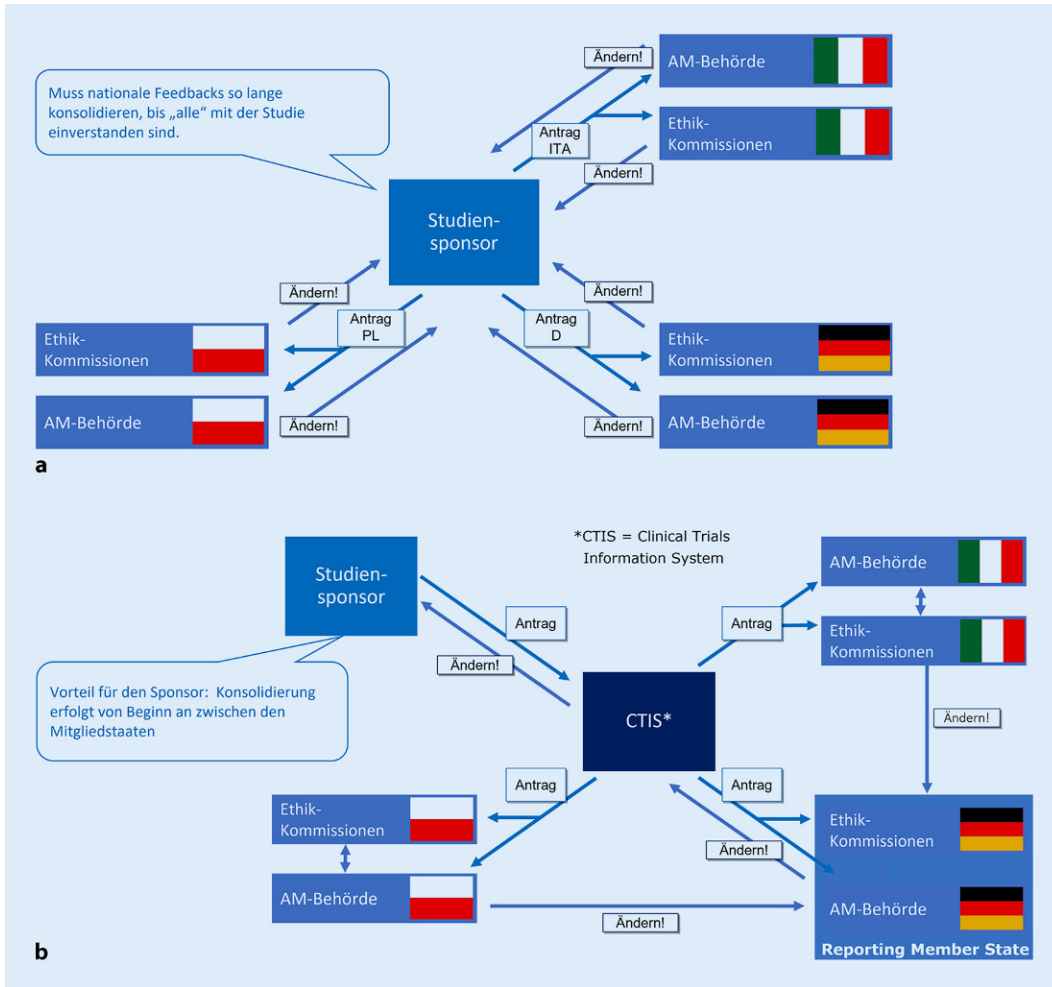 Muss nationale Feedbacks so lange
konsolidieren, bis „alle“ mit der Studie
einverstanden sind.
Ändern!
AM-Behörde
Antrag
ITA
Ethik-
Kommissionen
Ändern!
Studien-
sponsor
Ändern!
Antrag
PL
Antrag
D
Ändern!
Ethik-
Kommissionen
Ethik-
Kommissionen
AM-Behörde
Ändern!
Ändern!
AM-Behörde
a
*CTIS = Clinical Trials
Information System
Studien-
sponsor
AM-Behörde
Antrag
Antrag
Ethik-
Kommissionen
Ändern!
Vorteil für den Sponsor: Konsolidierung
erfolgt von Beginn an zwischen den
Mitgliedstaaten
CTIS*
Ändern!
Antrag
Antrag
Ethik-
Kommissionen
Ethik-
Kommissionen
Ändern!
AM-Behörde
AM-Behörde
Ändern!
Reporting Member State
b